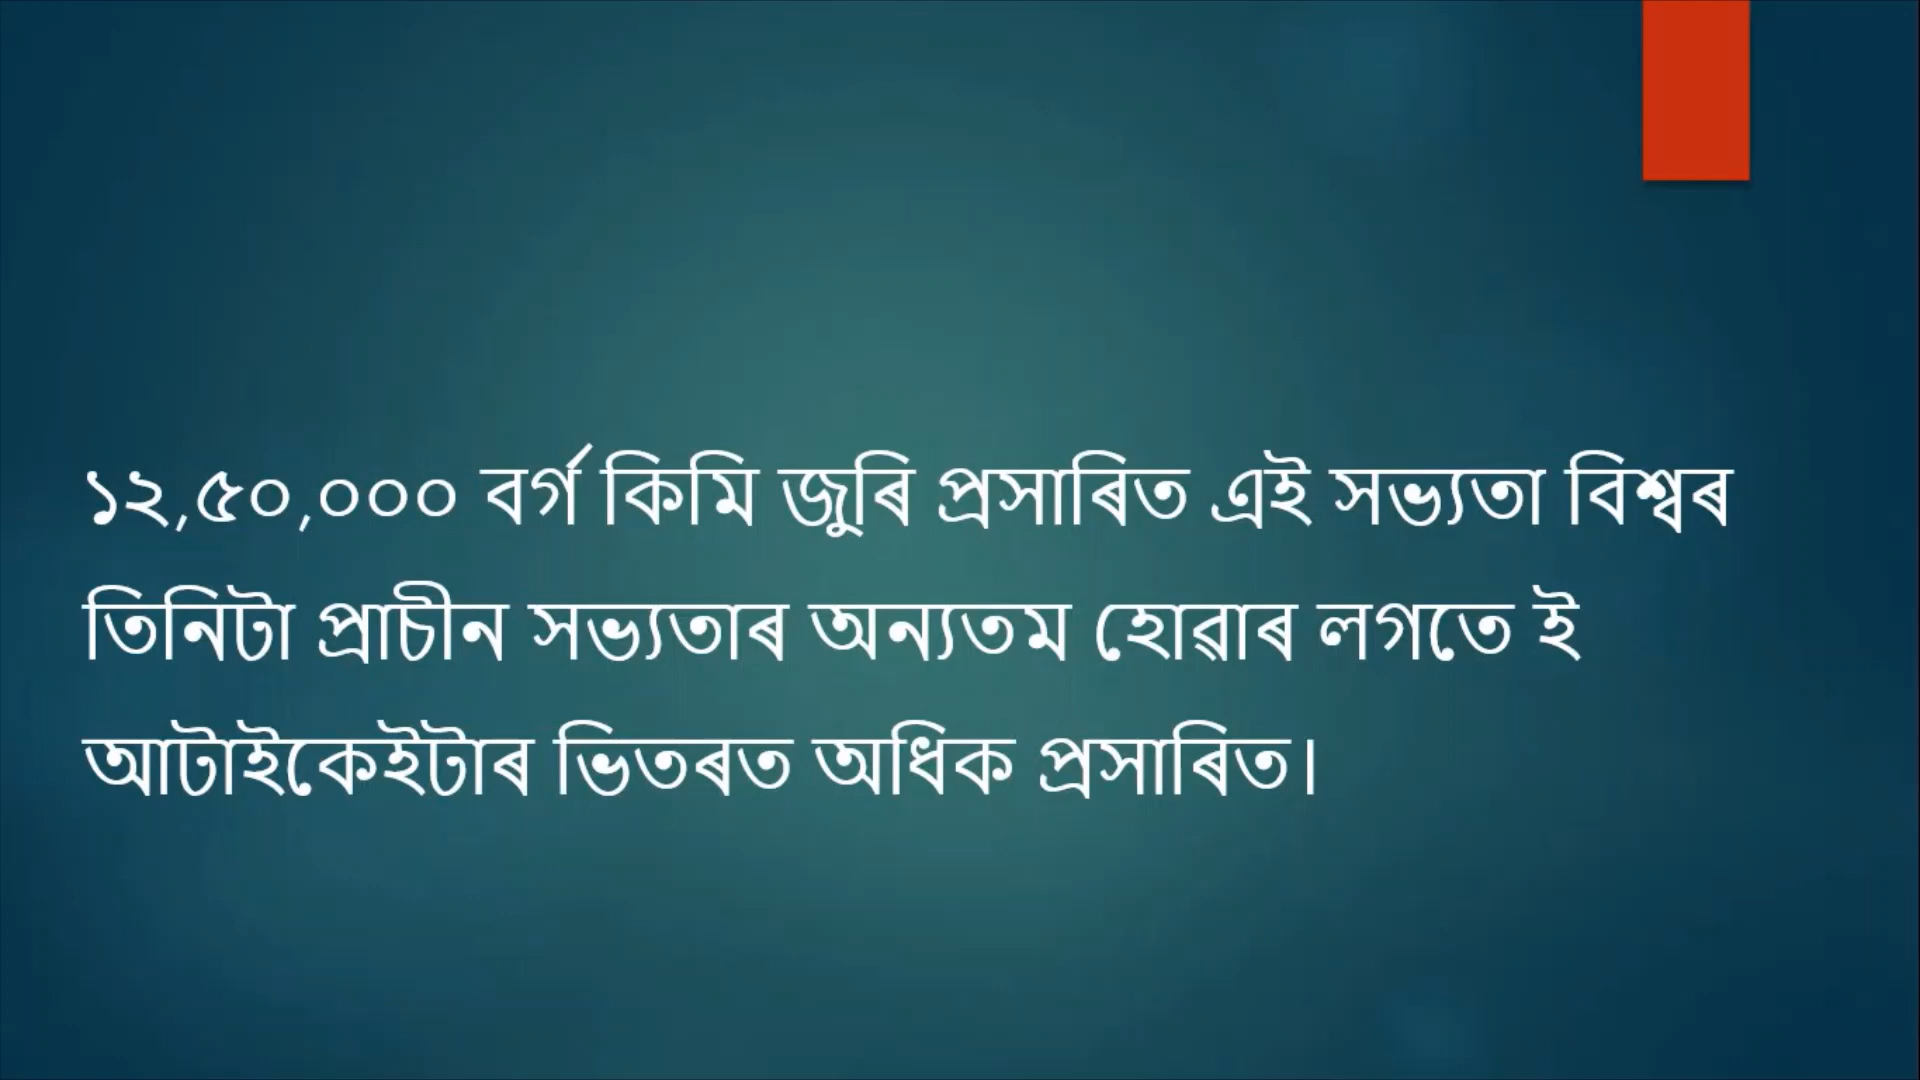 ১২,৫০,০০০ বৰ্গ কিমি জুৰি প্ৰসাৰিত এই সভ্যতা বিশ্বৰ
তিনিটা প্ৰাচীন সভ্যতাৰ অন্যতম হোৱাৰ লগতে ই
আটাইকেইটাৰ ভিতৰত অধিক প্ৰসাৰিত।